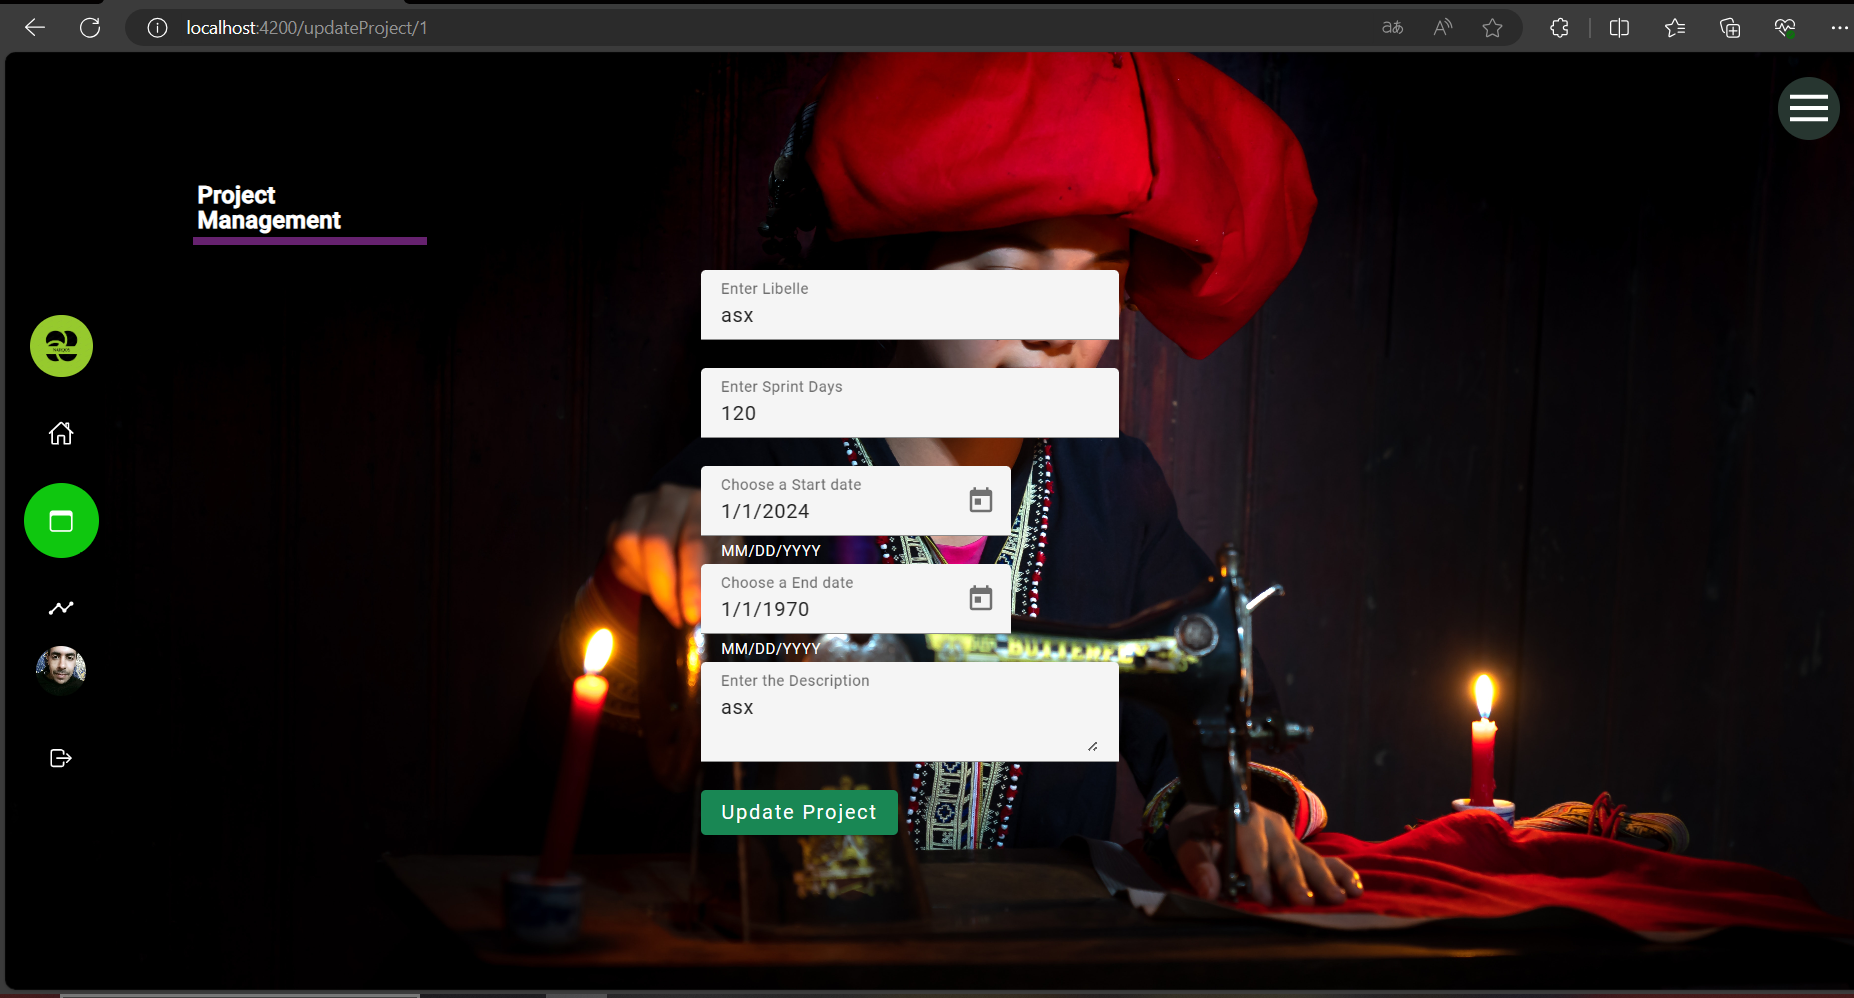 localhost:4200/updateProject/1
Project
Management
Enter Libelle
asx
Enter Sprint Days
120
Choose a Start date
1/1/2024
MM/DD/YYYY
Choose a End date
1/1/1970
MM/DD/YYYY
BUTTERFLY
Enter the Description
asx
Update Project